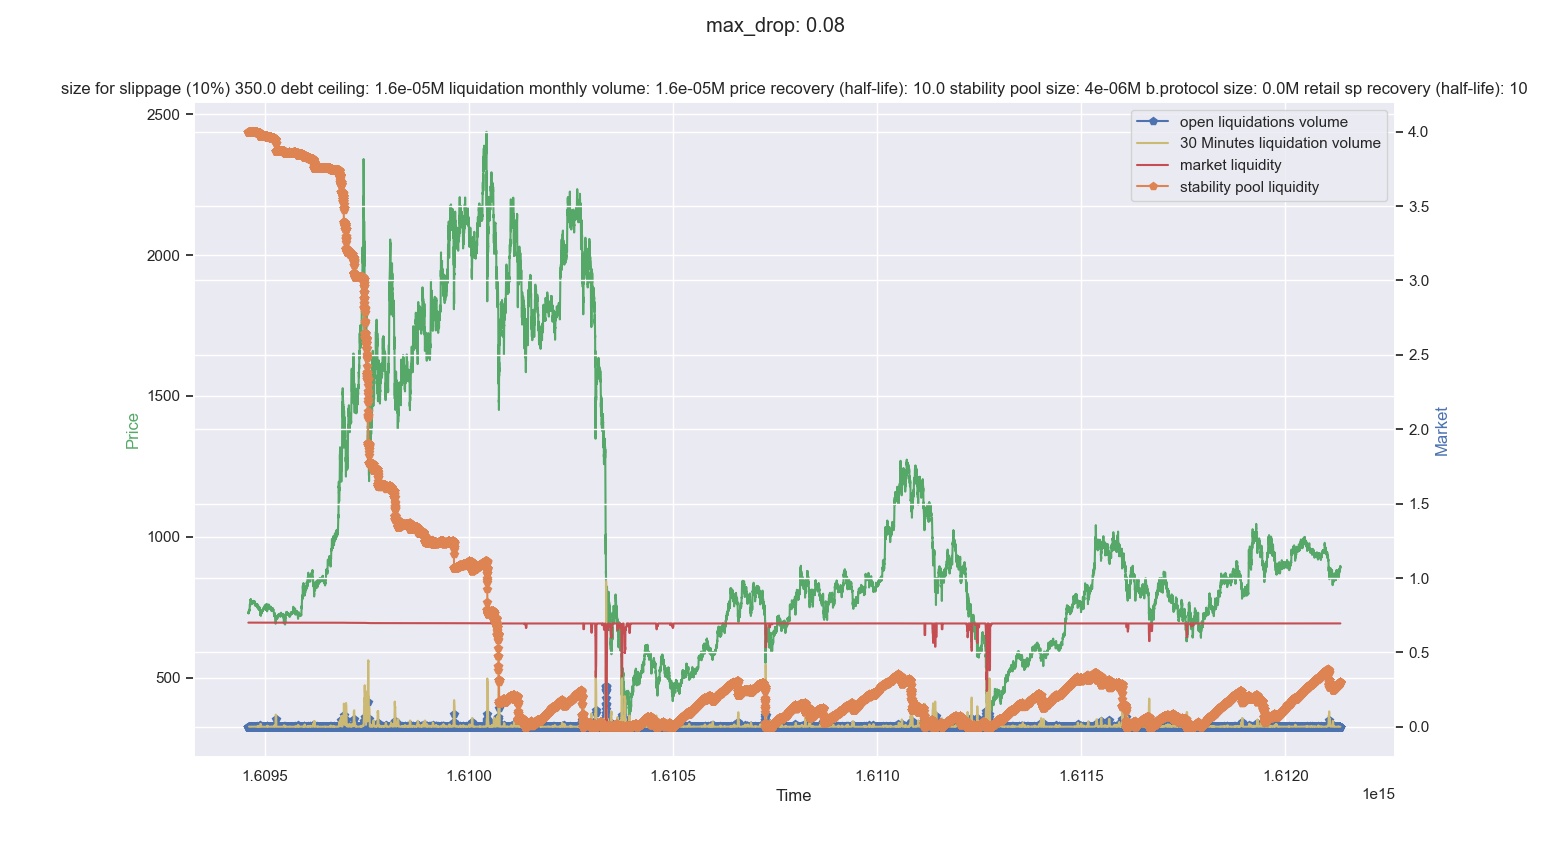 max_drop: 0.08
size for slippage (10%) 350.0 debt ceiling: 1.6e-05M liquidation monthly volume: 1.6e-05M price recovery (half-life): 10.0 stability pool size: 4e-06M b.protocol size: 0.0M retail sp recovery (half-life): 10
open liquidations volume
30 Minutes liquidation volume
market liquidity
stability pool liquidity
2500
2000
1500
1000
500
Price
4.0
3.5
3.0
2.5
2.0
1.5
1.0
0.5
0.0
Market
1.6095 1.6100 1.6105 1.6110 1.6115 1.6120
Time
1e15